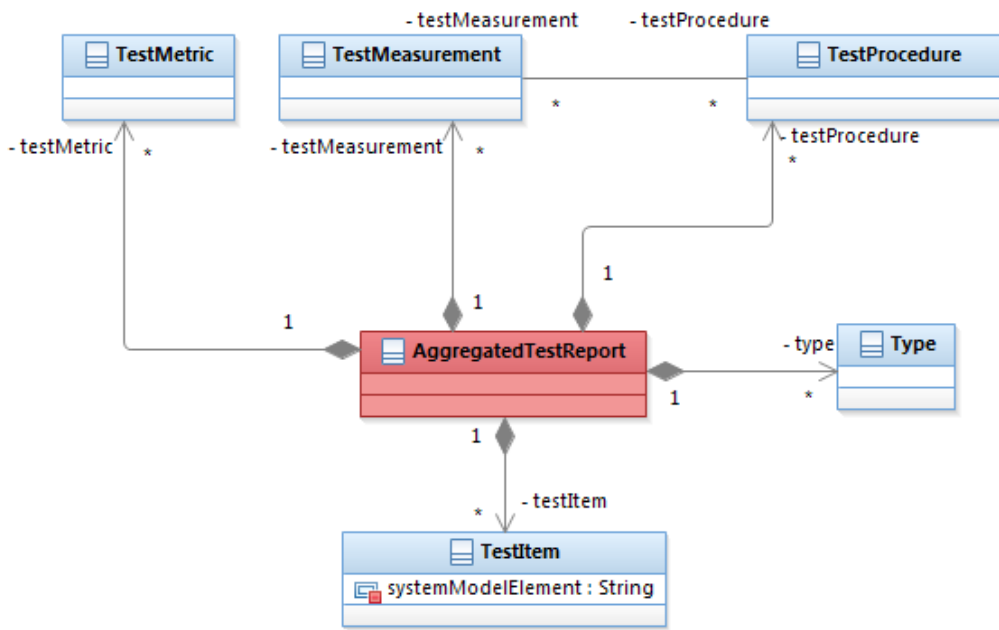 - testMeasurement
- testProcedure
TestMetric
TestMeasurement
TestProcedure
*
*
- testMetric
*
- testMeasurement
*
- testProcedure
*
1
1
1
AggregatedTestReport
- type
Type
1
*
1
- testItem
*
TestItem
systemModelElement : String